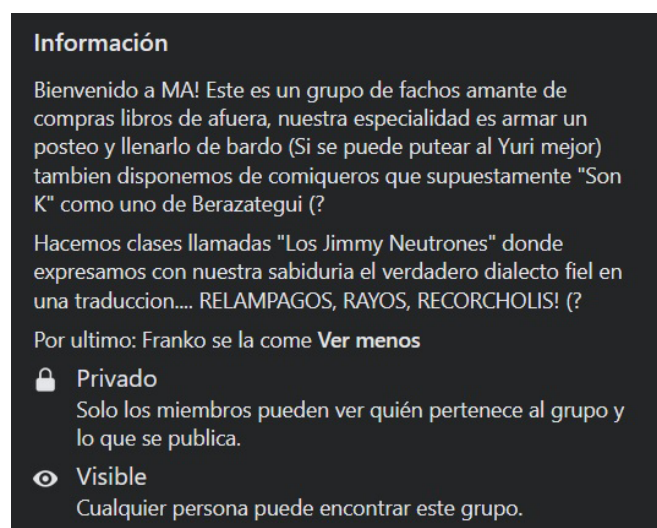 Información
Bienvenido a MA! Este es un grupo de fachos amante de
compras libros de afuera, nuestra especialidad es armar un
posteo y llenarlo de bardo (Si se puede putear al Yuri mejor)
tambien disponemos de comiqueros que supuestamente "Son
K" como uno de Berazategui (?
Hacemos clases llamadas "Los Jimmy Neutrones" donde
expresamos con nuestra sabiduria el verdadero dialecto fiel en
una traduccion.... RELAMPAGOS, RAYOS, RECORCHOLIS! (?
Por ultimo: Franko se la come Ver menos
Privado
Solo los miembros pueden ver quién pertenece al grupo y
lo que se publica.
Visible
Cualquier persona puede encontrar este grupo.